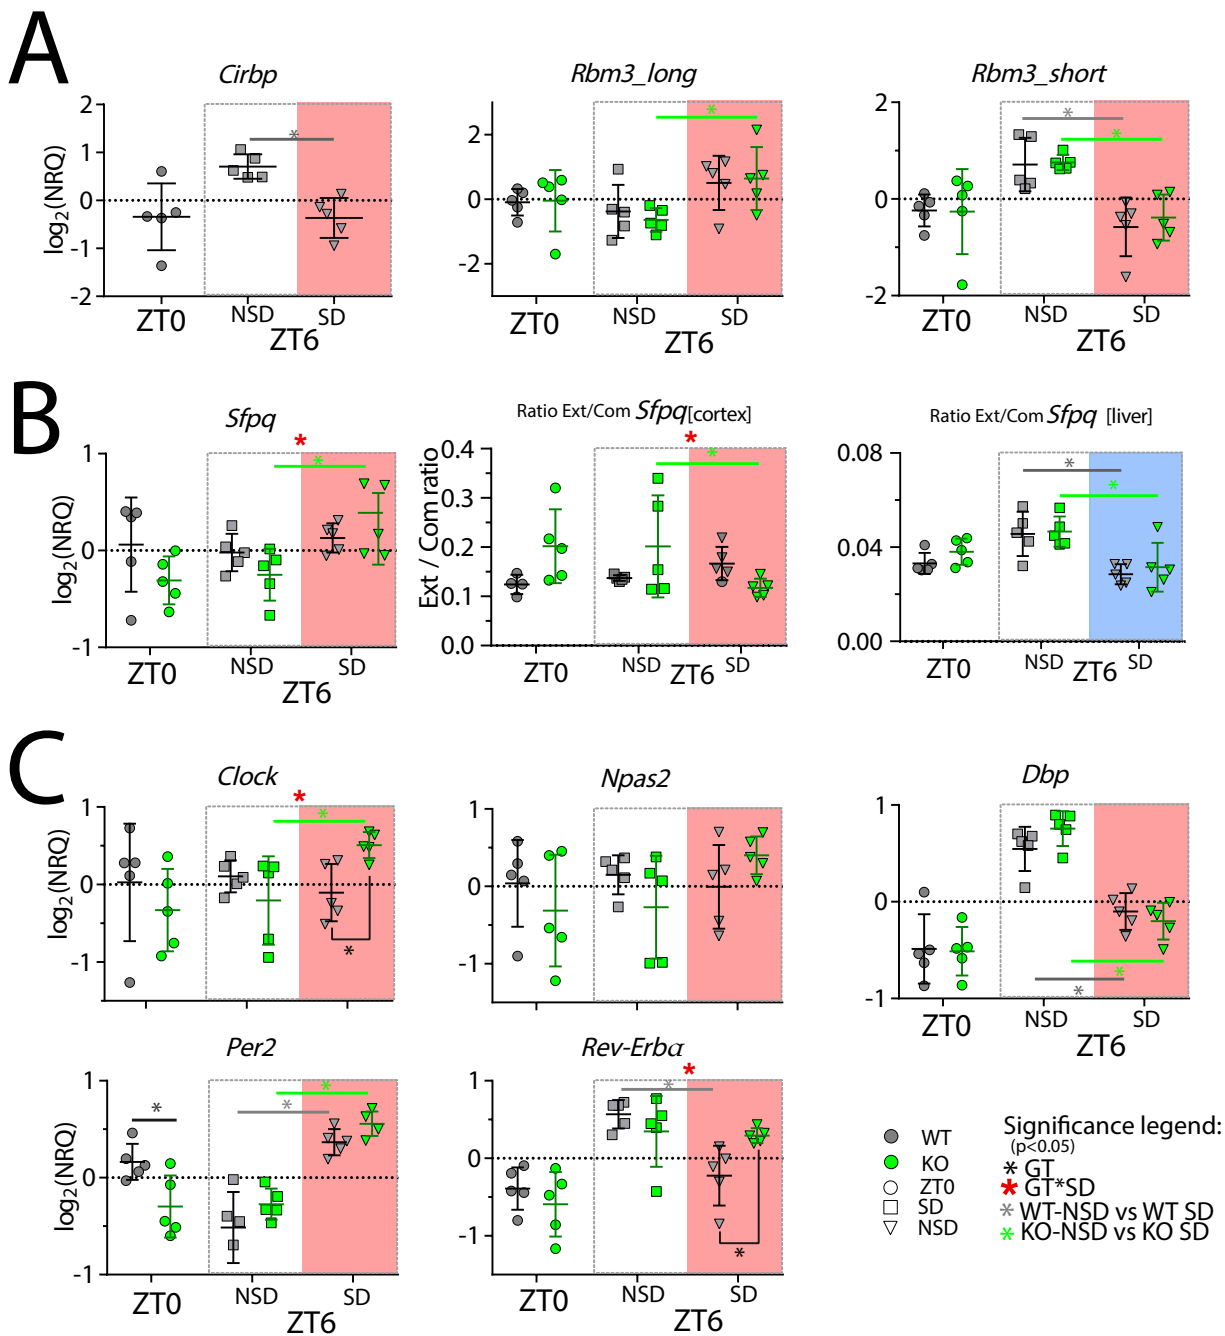 A
Cirbp
Rbm3_long
Rbm3_short
log2(NRQ)
2
1
0
-1
-2
*
ZT0
NSD
SD
ZT6
2
0
-2
*
ZT0
NSD
SD
ZT6
2
0
-2
*
*
ZT0
NSD
SD
ZT6
B
Sfpq
Ratio Ext/Com Sfpq[cortex]
Ratio Ext/Com Sfpq [liver]
log2(NRQ)
1
0
-1
*
*
ZT0
NSD
SD
ZT6
Ext / Com ratio
0.4
0.3
0.2
0.1
0.0
*
*
ZT0
NSD
SD
ZT6
0.08
0.04
0.00
*
*
ZT0
NSD
SD
ZT6
C
Clock
Npas2
Dbp
log2(NRQ)
1
0
-1
*
*
*
1
0
-1
1
0
-1
*
*
ZT0
NSD
SD
ZT6
Per2
Rev-Erbα
log2(NRQ)
1
0
-1
*
*
*
ZT0
NSD
SD
ZT6
1
0
-1
*
*
*
ZT0
NSD
SD
ZT6
WT
KO
ZT0
SD
NSD
Significance legend:
(p<0.05)
* GT
* GT*SD
* WT-NSD vs WT SD
* KO-NSD vs KO SD